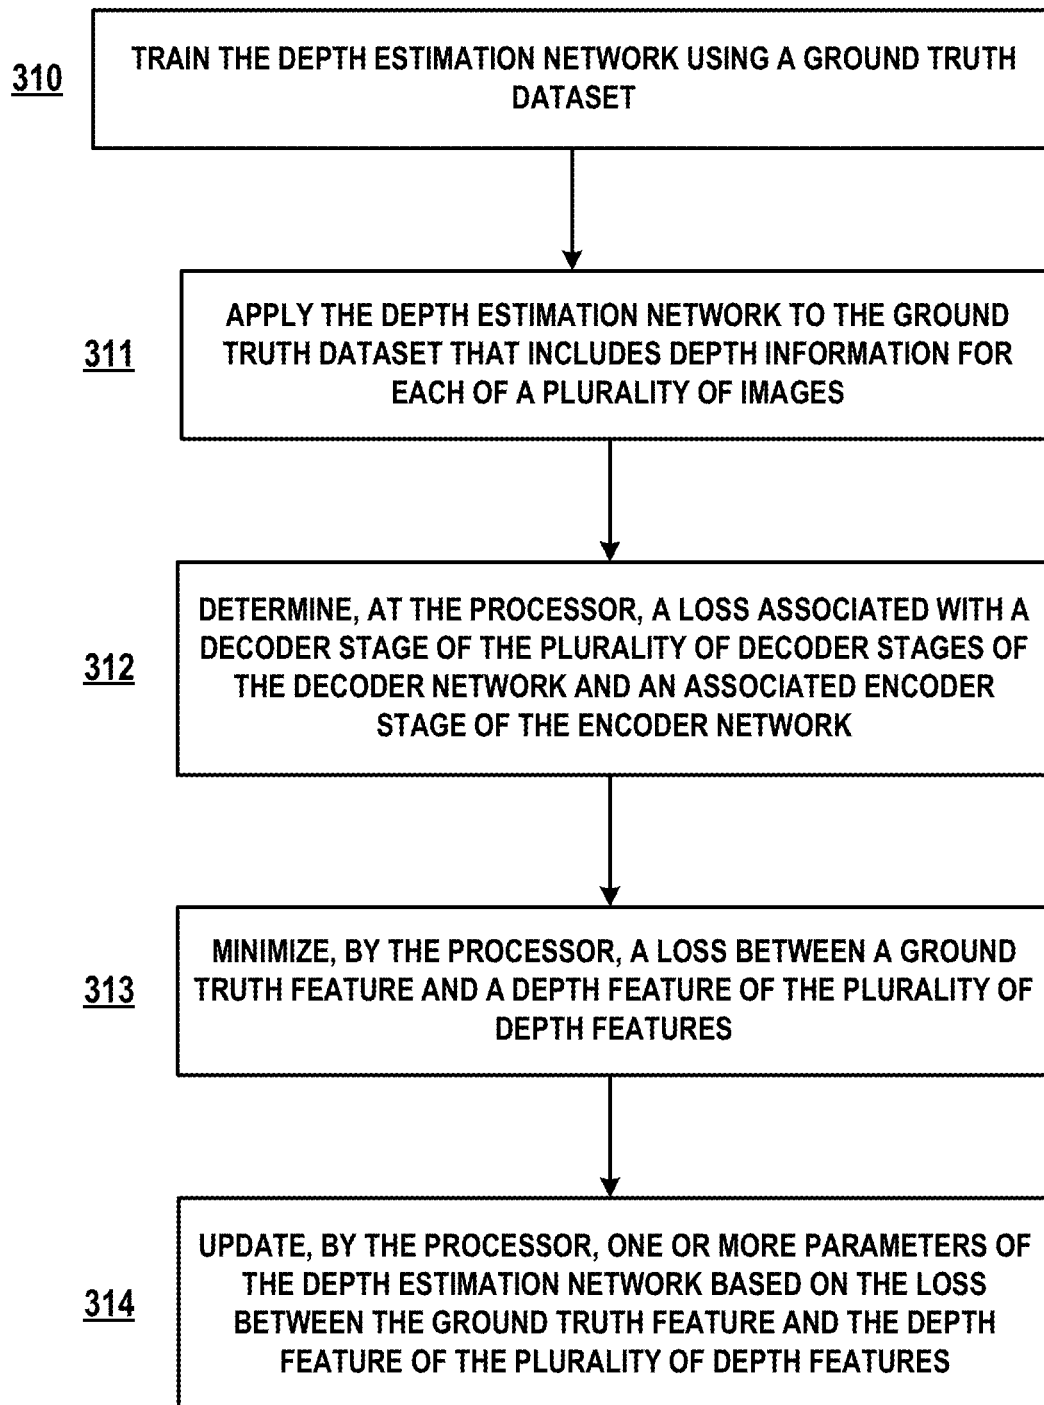 310
TRAIN THE DEPTH ESTIMATION NETWORK USING A GROUND TRUTH
DATASET
311
APPLY THE DEPTH ESTIMATION NETWORK TO THE GROUND
TRUTH DATASET THAT INCLUDES DEPTH INFORMATION FOR
EACH OF A PLURALITY OF IMAGES
312
DETERMINE, AT THE PROCESSOR, A LOSS ASSOCIATED WITH A
DECODER STAGE OF THE PLURALITY OF DECODER STAGES OF
THE DECODER NETWORK AND AN ASSOCIATED ENCODER
STAGE OF THE ENCODER NETWORK
313
MINIMIZE, BY THE PROCESSOR, A LOSS BETWEEN A GROUND
TRUTH FEATURE AND A DEPTH FEATURE OF THE PLURALITY OF
DEPTH FEATURES
314
UPDATE, BY THE PROCESSOR, ONE OR MORE PARAMETERS OF
THE DEPTH ESTIMATION NETWORK BASED ON THE LOSS
BETWEEN THE GROUND TRUTH FEATURE AND THE DEPTH
FEATURE OF THE PLURALITY OF DEPTH FEATURES